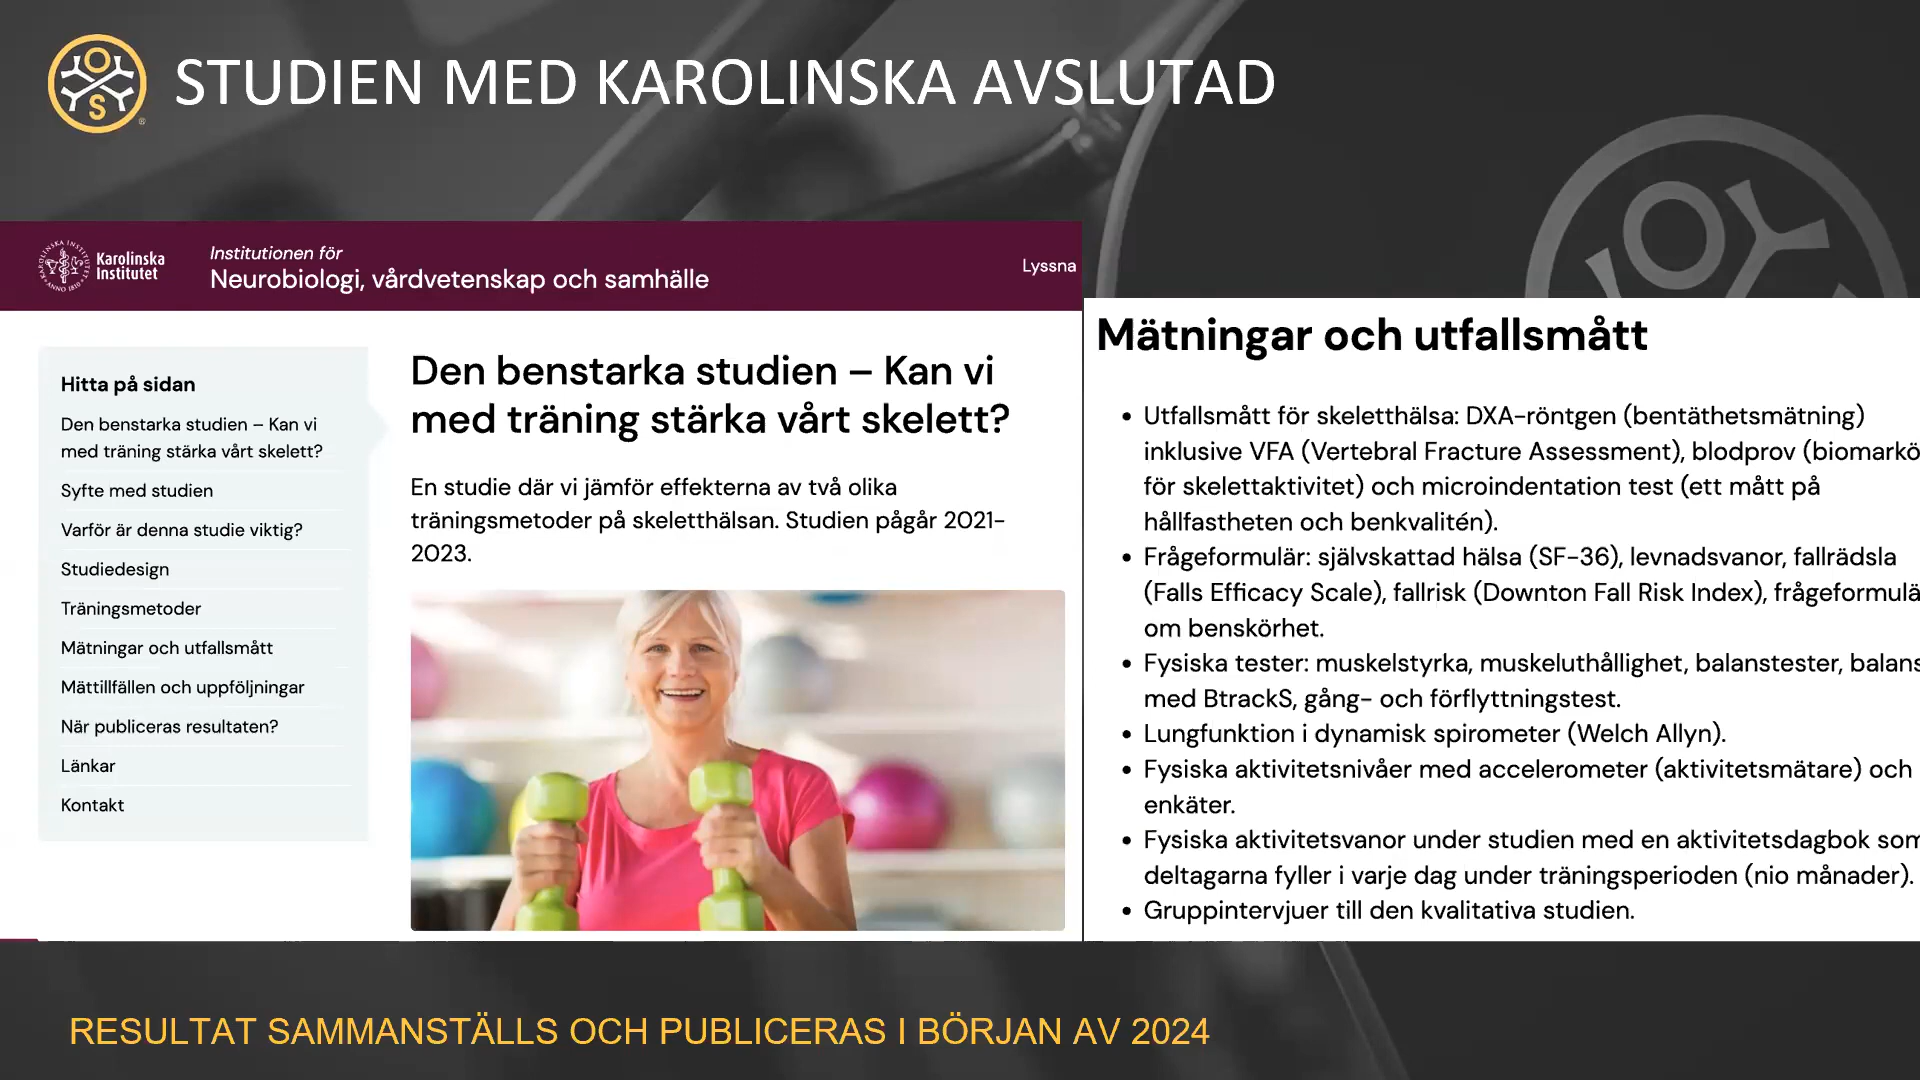 STUDIEN MED KAROLINSKA AVSLUTAD
Karolinska
Institutet
Institutionen för
Neurobiologi, vårdvetenskap och samhälle
Lyssna
Hitta på sidan
Den benstarka studien – Kan vi
med träning stärka vårt skelett?
Syfte med studien
Varför är denna studie viktig?
Studiedesign
Träningsmetoder
Mätningar och utfallsmått
Mättillfällen och uppföljningar
När publiceras resultaten?
Länkar
Kontakt
Den benstarka studien – Kan vi
med träning stärka vårt skelett?
En studie där vi jämför effekterna av två olika
träningsmetoder på skeletthälsan. Studien pågår 2021-
2023.
Mätningar och utfallsmått
• Utfallsmått för skeletthälsa: DXA-röntgen (bentäthetsmätning)
inklusive VFA (Vertebral Fracture Assessment), blodprov (biomarkö
för skelettaktivitet) och microindentation test (ett mått på
hållfastheten och benkvalitén).
• Frågeformulär: självskattad hälsa (SF-36), levnadsvanor, fallrädsla
(Falls Efficacy Scale), fallrisk (Downton Fall Risk Index), frågeformulä
om benskörhet.
• Fysiska tester: muskelstyrka, muskeluthållighet, balanstester, balans
med BtrackS, gång- och förflyttningstest.
• Lungfunktion i dynamisk spirometer (Welch Allyn).
• Fysiska aktivitetsnivåer med accelerometer (aktivitetsmätare) och
enkäter.
• Fysiska aktivitetsvanor under studien med en aktivitetsdagbok som
deltagarna fyller i varje dag under träningsperioden (nio månader).
• Gruppintervjuer till den kvalitativa studien.
RESULTAT SAMMANSTÄLLS OCH PUBLICERAS I BÖRJAN AV 2024